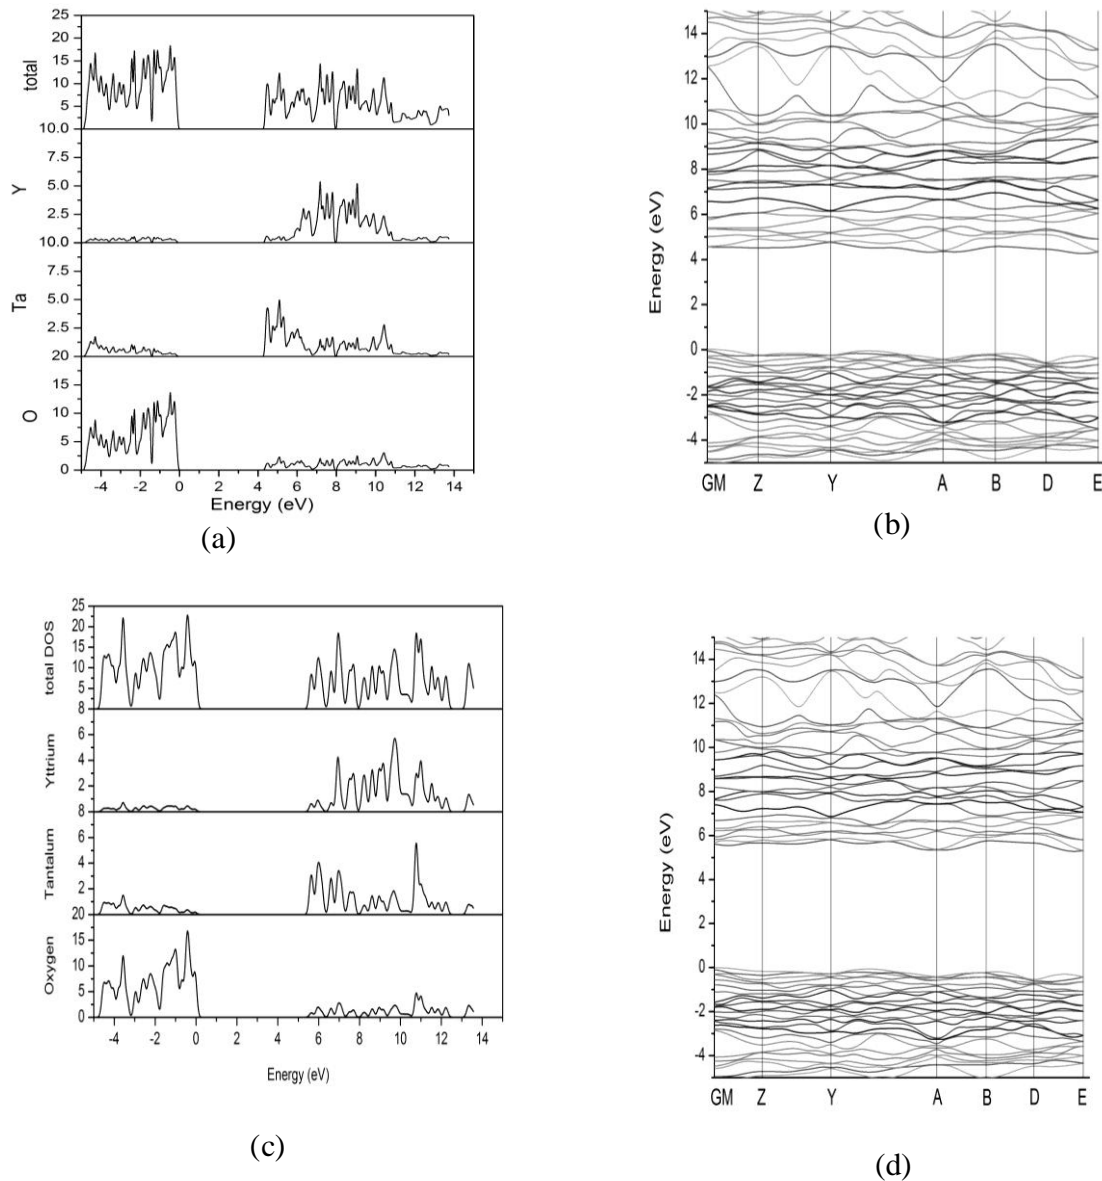 25
20
15
10
5
total
10.0
7.5
5.0
2.5
Y
10.0
7.5
5.0
2.5
Ta
20
15
10
5
0
O
-4 -2 0 2 4 6 8 10 12 14
Energy (eV)
(a)
14
12
10
8
6
4
2
0
-2
-4
Energy (eV)
GM Z Y A B D E
(b)
25
20
15
10
5
total DOS
8
6
4
2
Yttrium
8
6
4
2
Tantalum
20
15
10
5
0
Oxygen
-4 -2 0 2 4 6 8 10 12 14
Energy (eV)
(c)
14
12
10
8
6
4
2
0
-2
-4
Energy (eV)
GM Z Y A B D E
(d)